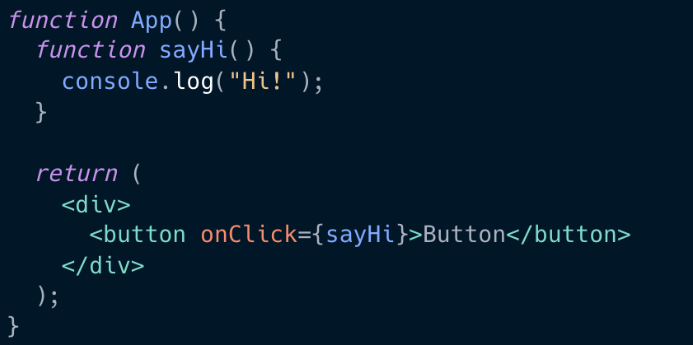 function App() {
  function sayHi() {
    console.log("Hi!");
  }

  return (
    <div>
      <button onClick={sayHi}>Button</button>
    </div>
  );
}